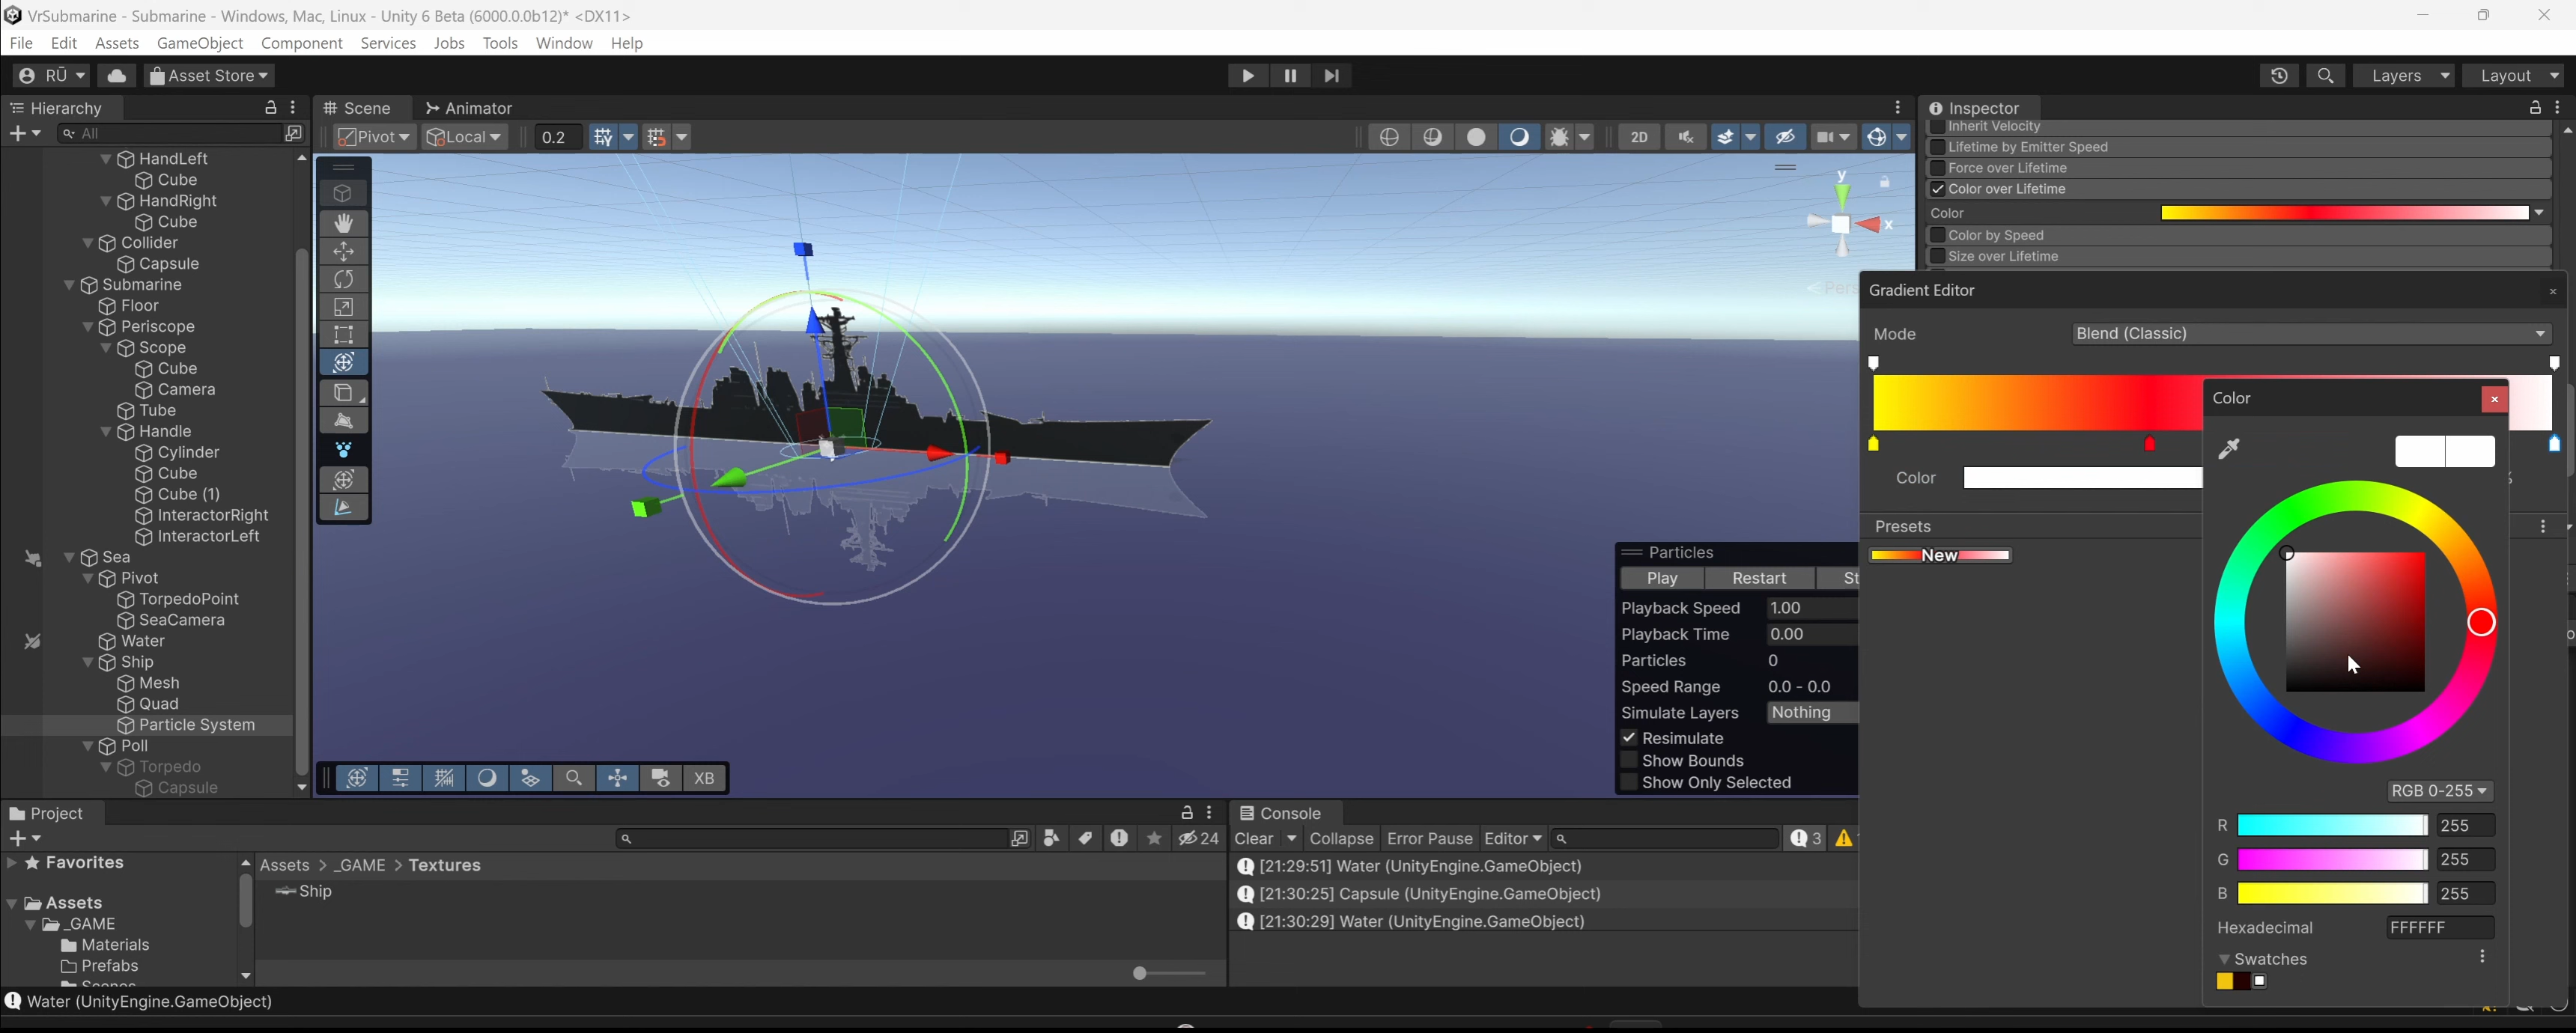 VrSubmarine - Submarine - Windows, Mac, Linux - Unity 6 Beta (6000.0.0b12)* <DX11>
File Edit Assets GameObject Component Services Jobs Tools Window Help
RŪ Asset Store Layers Layout
Hierarchy
All
HandLeft
Cube
HandRight
Cube
Collider
Capsule
Submarine
Floor
Periscope
Scope
Cube
Camera
Tube
Handle
Cylinder
Cube
Cube (1)
InteractorRight
InteractorLeft
Sea
Pivot
TorpedoPoint
SeaCamera
Water
Ship
Mesh
Quad
Particle System
Poll
Torpedo
Capsule
Scene Animator
Pivot Local 0.2 2D
y
x
Pers
XB
Particles
Play Restart St
Playback Speed 1.00
Playback Time 0.00
Particles 0
Speed Range 0.0 - 0.0
Simulate Layers Nothing
Resimulate
Show Bounds
Show Only Selected
Inspector
Inherit Velocity
Lifetime by Emitter Speed
Force over Lifetime
Color over Lifetime
Color
Color by Speed
Size over Lifetime
Gradient Editor
Mode Blend (Classic)
Color %
Presets
New
Color
RGB 0-255
R 255
G 255
B 255
Hexadecimal FFFFFF
Swatches
Project
24
Favorites
Assets
_GAME
Materials
Prefabs
Scenes
Assets > _GAME > Textures
Ship
Console
Clear Collapse Error Pause Editor 3
[21:29:51] Water (UnityEngine.GameObject)
[21:30:25] Capsule (UnityEngine.GameObject)
[21:30:29] Water (UnityEngine.GameObject)
Water (UnityEngine.GameObject)